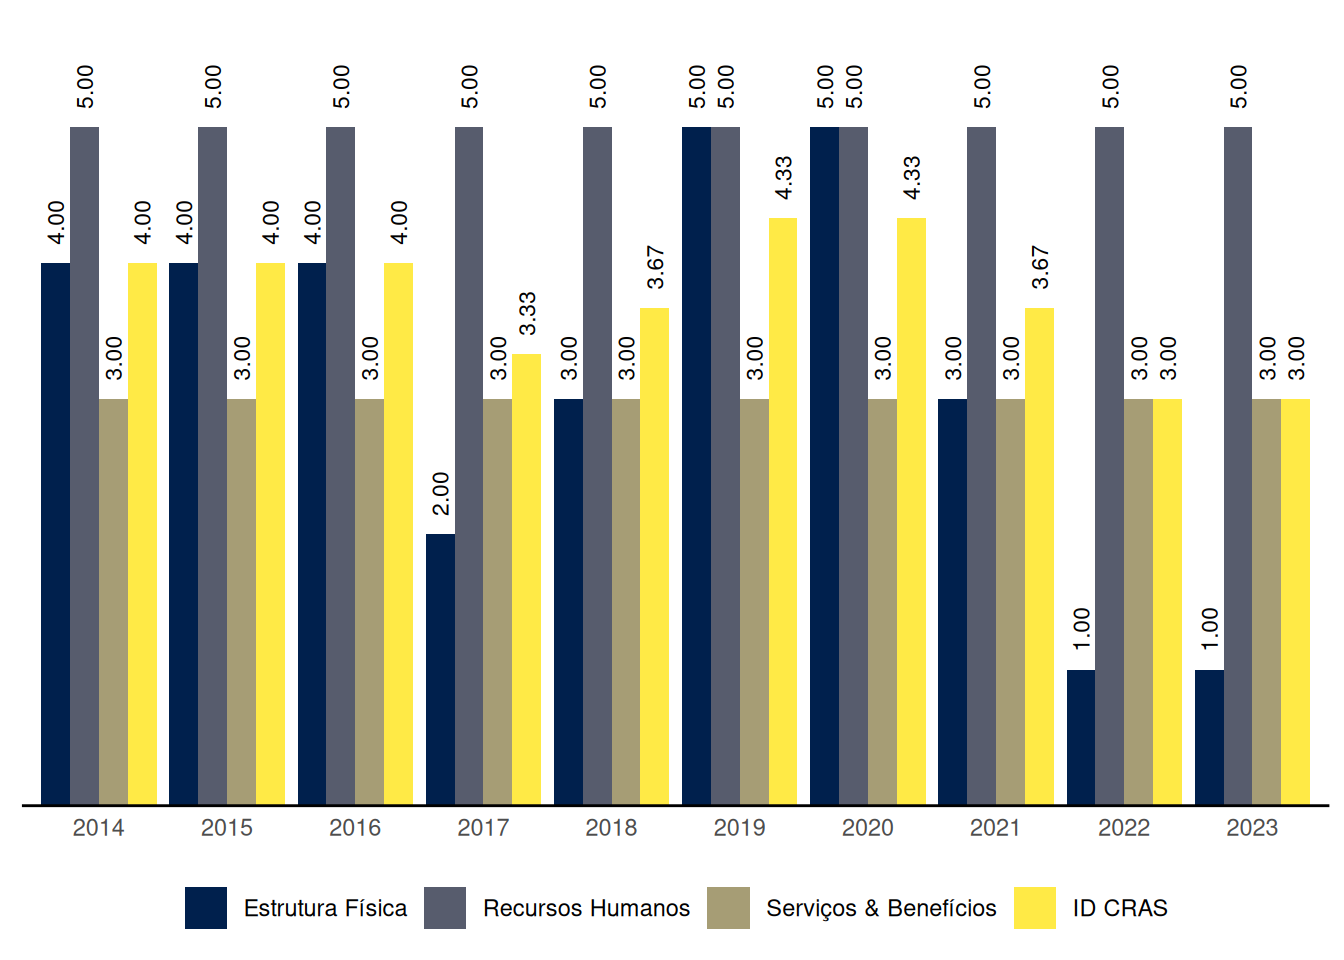 5.00 5.00 5.00 5.00 5.00 5.00 5.00 5.00 5.00 5.00 5.00 5.00
4.33 4.33
4.00 4.00 4.00 4.00 4.00 4.00
3.67 3.67
3.33
3.00 3.00 3.00 3.00 3.00 3.00 3.00 3.00 3.00 3.00 3.00 3.00 3.00 3.00
2.00
1.00 1.00
2014 2015 2016 2017 2018 2019 2020 2021 2022 2023
Estrutura Física Recursos Humanos Serviços & Benefícios ID CRAS